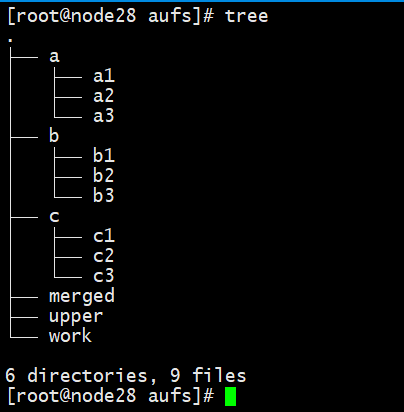 [root@node28 aufs]# tree
.
├── a
│   ├── a1
│   ├── a2
│   └── a3
├── b
│   ├── b1
│   ├── b2
│   └── b3
├── c
│   ├── c1
│   ├── c2
│   └── c3
├── merged
├── upper
└── work
6 directories, 9 files
[root@node28 aufs]#